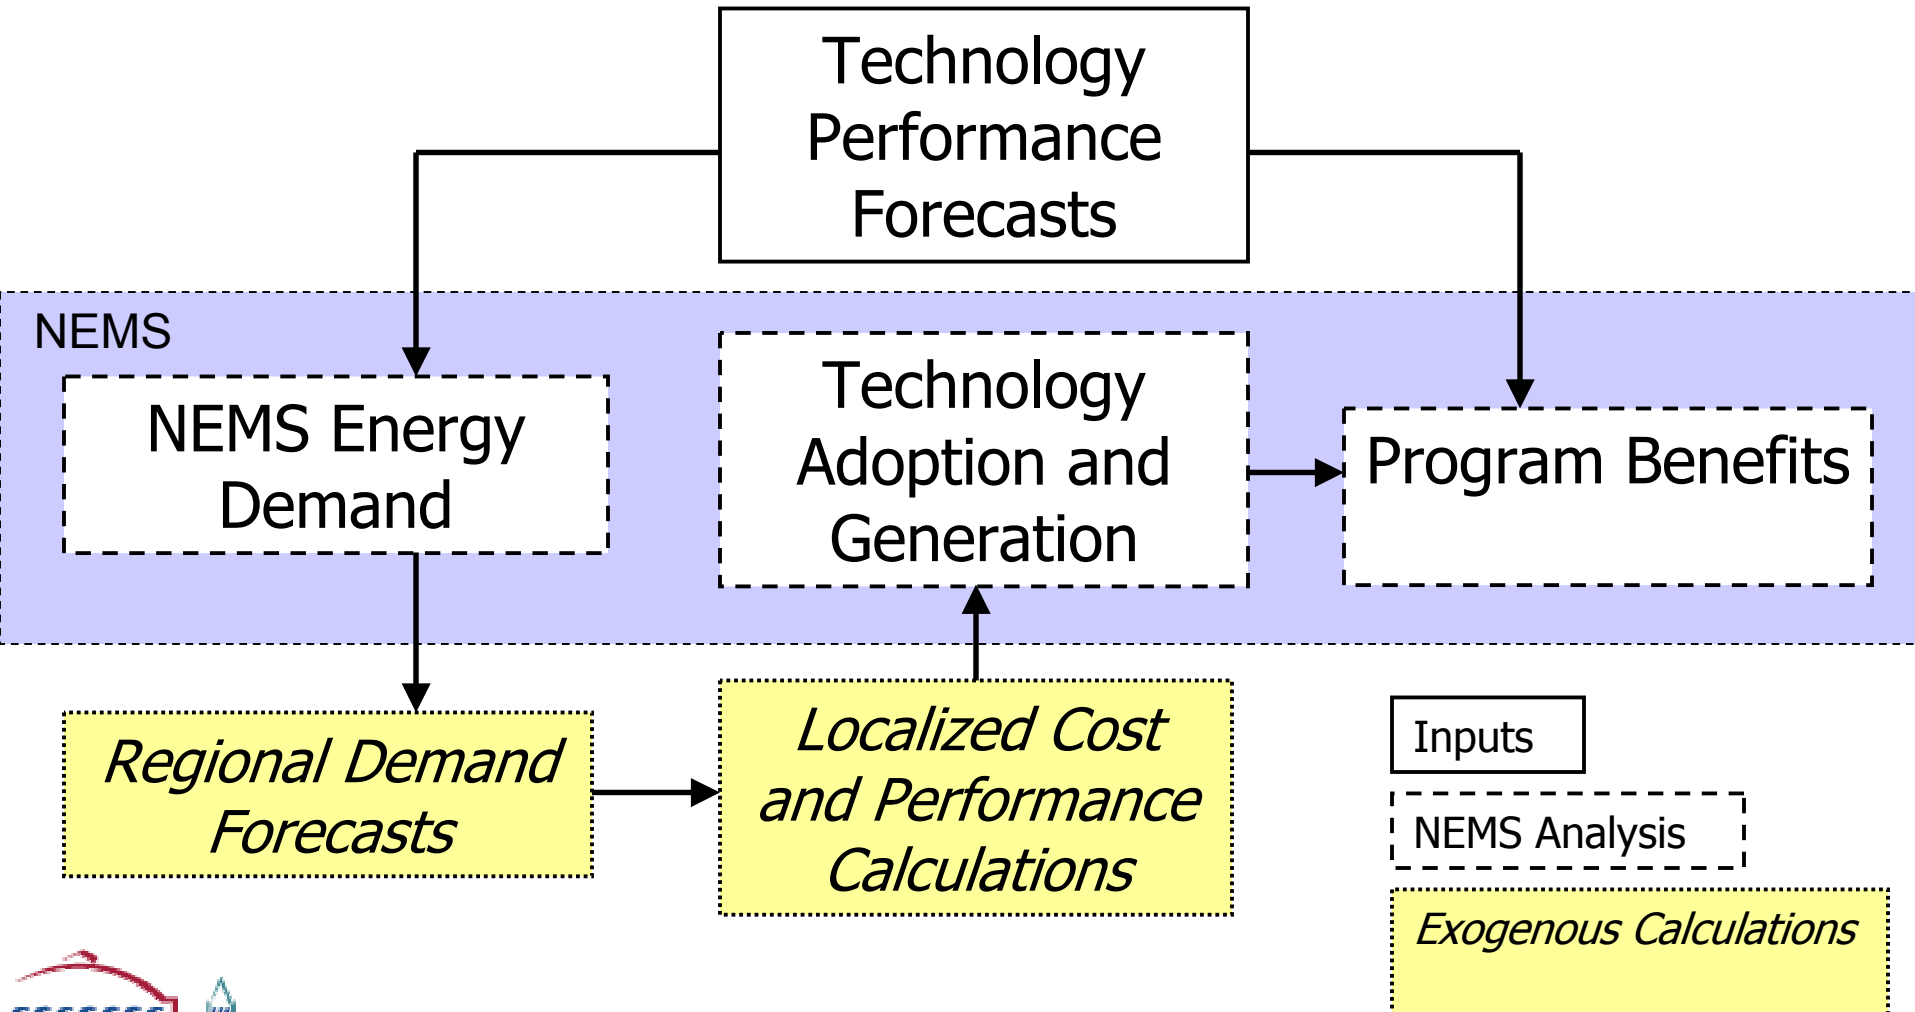 Technology
Performance
Forecasts
NEMS
NEMS Energy
Demand
Technology
Adoption and
Generation
Program Benefits
Regional Demand
Forecasts
Localized Cost
and Performance
Calculations
Inputs
NEMS Analysis
Exogenous Calculations